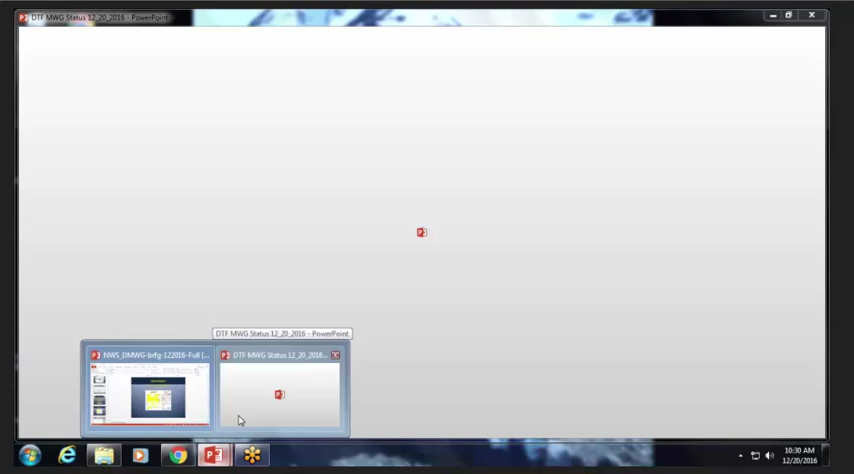 DTF MWG Status 12_20_2016 - PowerPoint
DTF MWG Status 12_20_2016 - PowerPoint
NWS_DMWG-brfg-122016-Full [...
DTF MWG Status 12_20_2016...
10:30 AM
12/20/2016